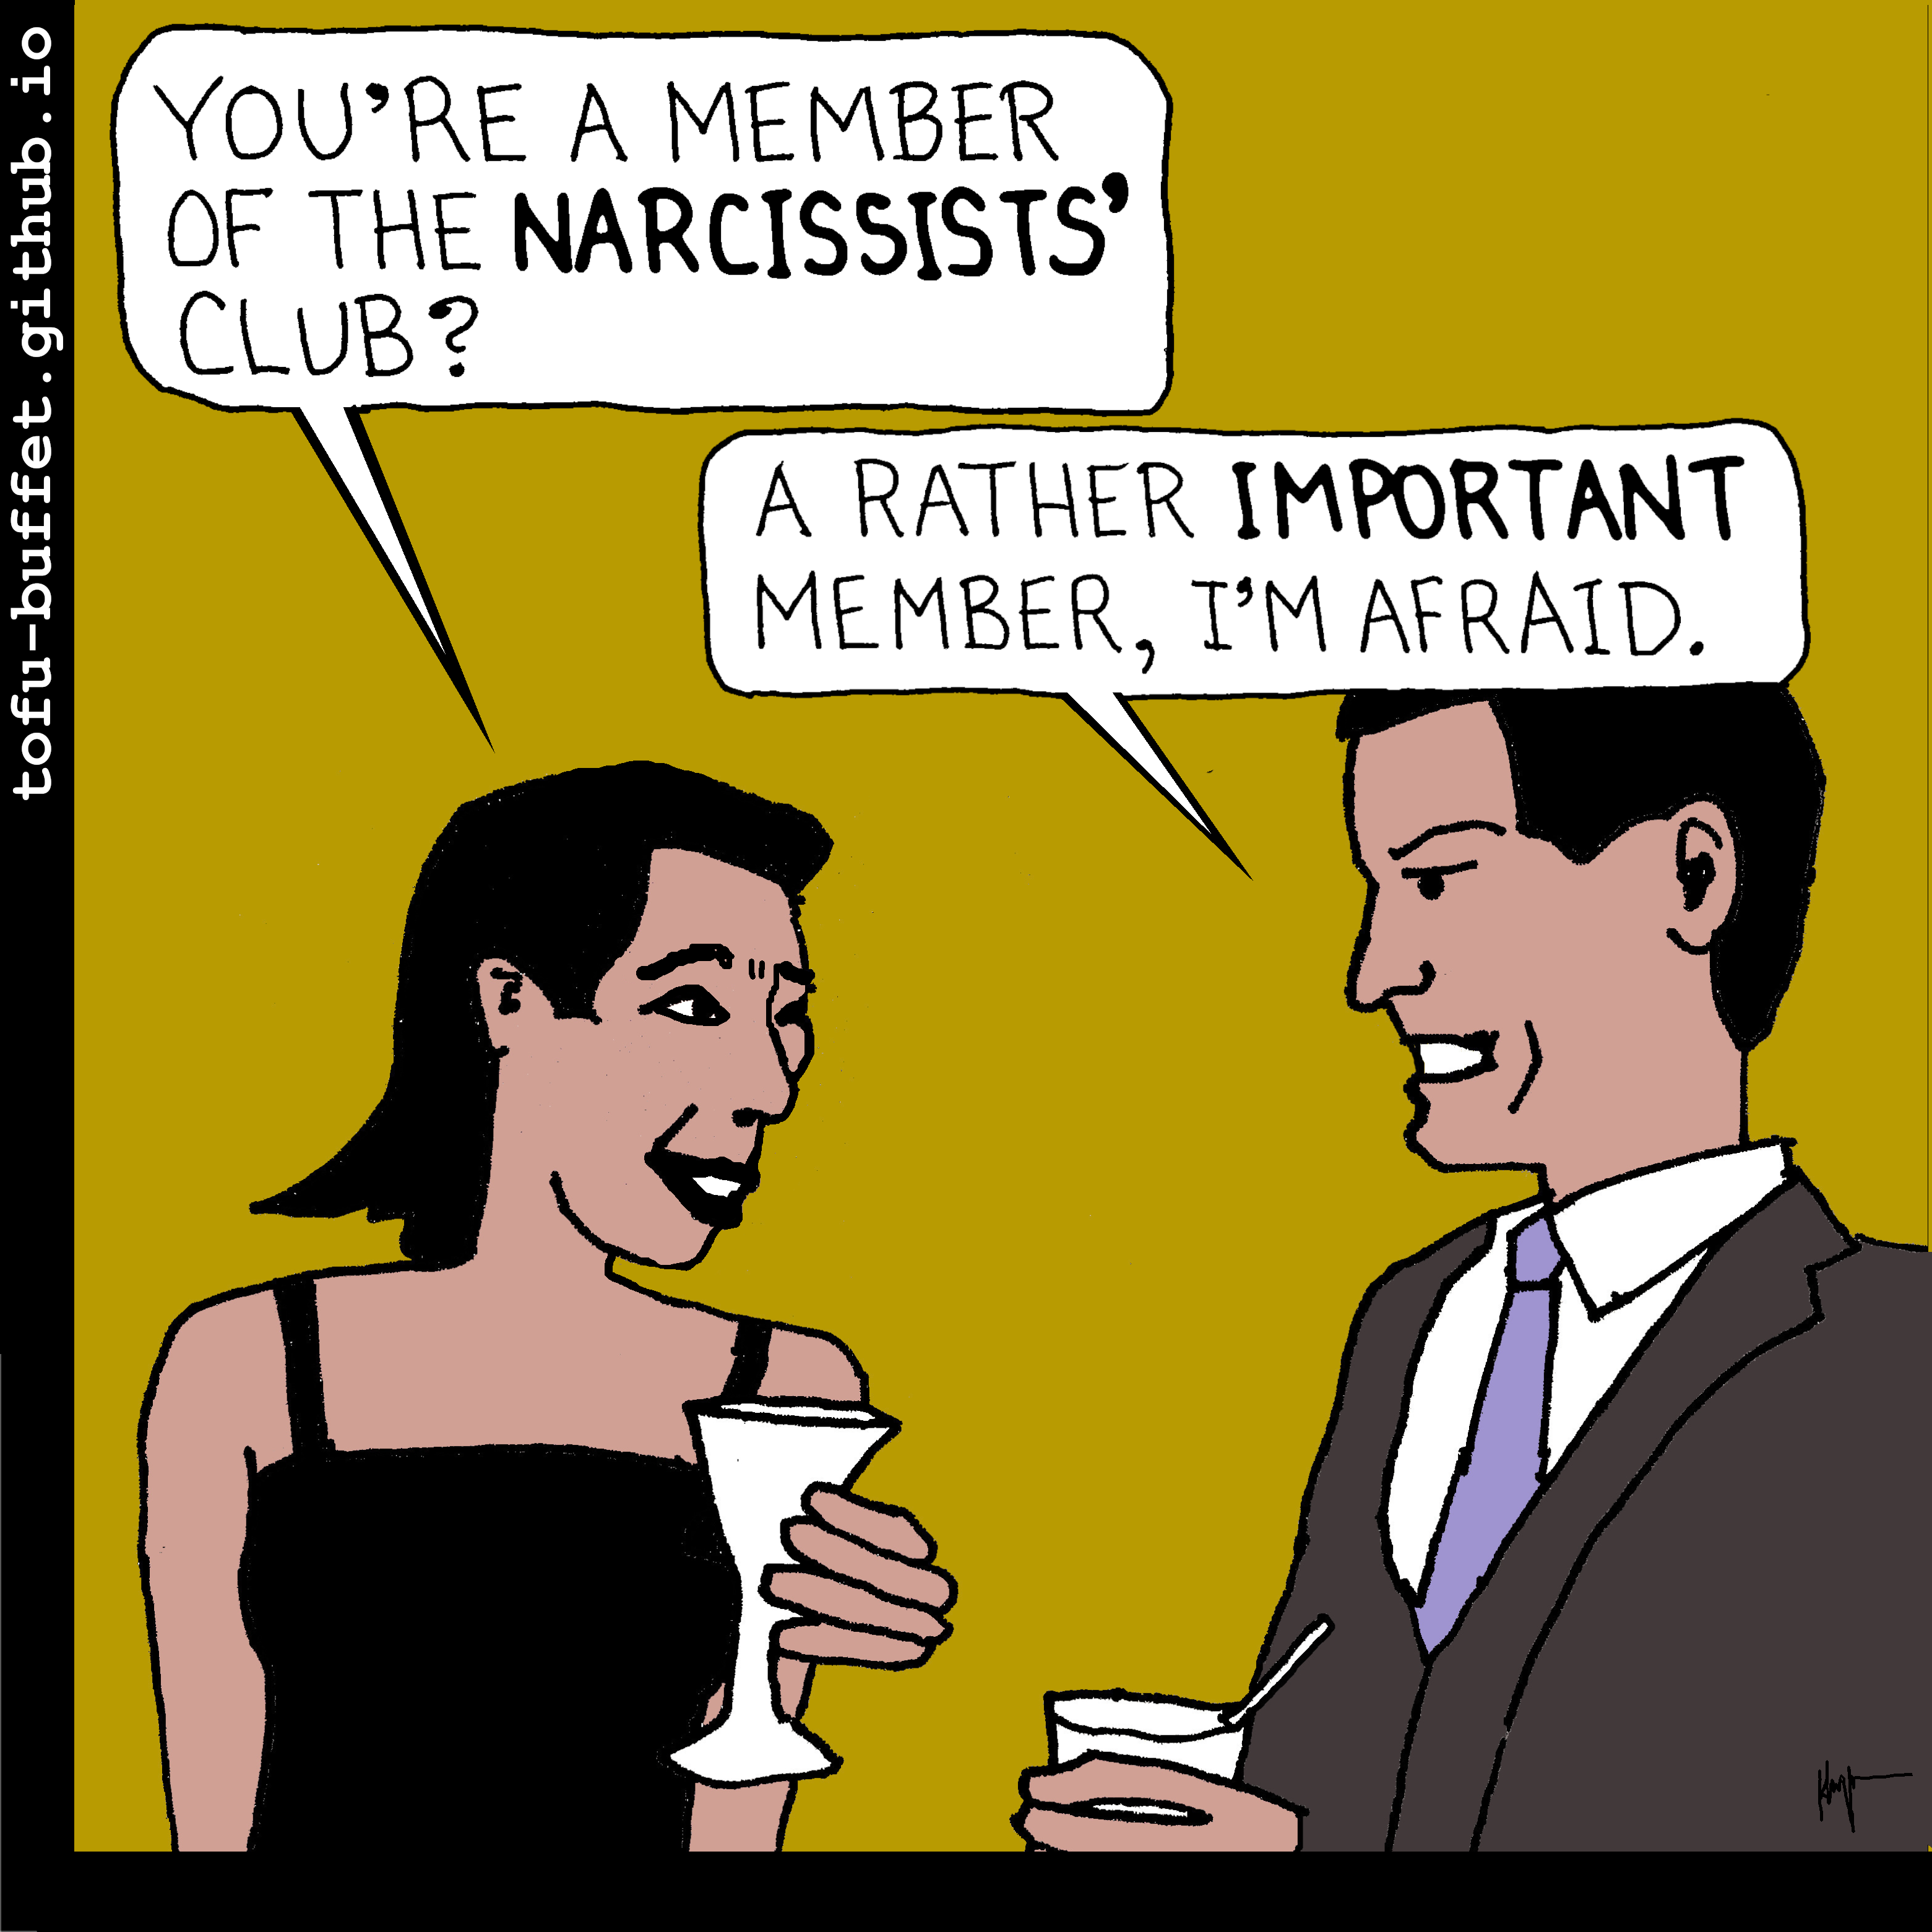 YOU'RE A MEMBER
OF THE NARCISSISTS'
CLUB?
A RATHER IMPORTANT
MEMBER, I'M AFRAID.
tofu-buffet.github.io